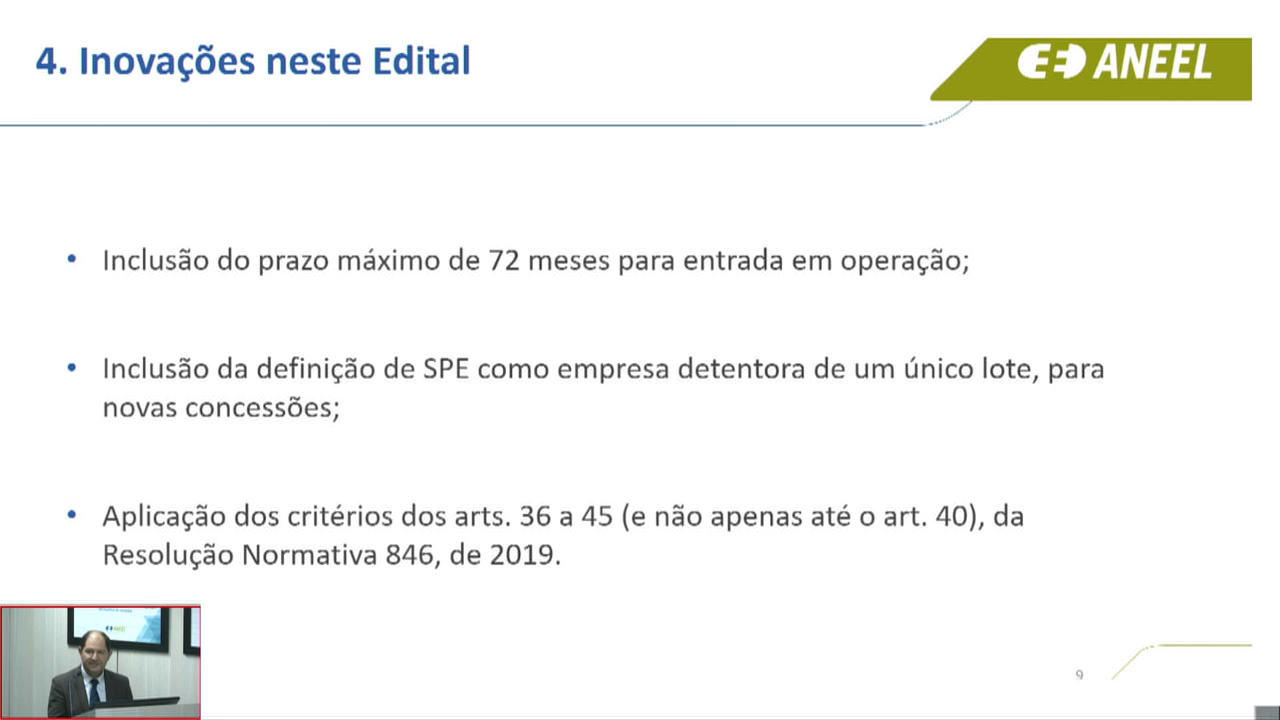 4. Inovações neste Edital
ANEEL
• Inclusão do prazo máximo de 72 meses para entrada em operação;
• Inclusão da definição de SPE como empresa detentora de um único lote, para
novas concessões;
• Aplicação dos critérios dos arts. 36 a 45 (e não apenas até o art. 40), da
Resolução Normativa 846, de 2019.
ANEEL
9